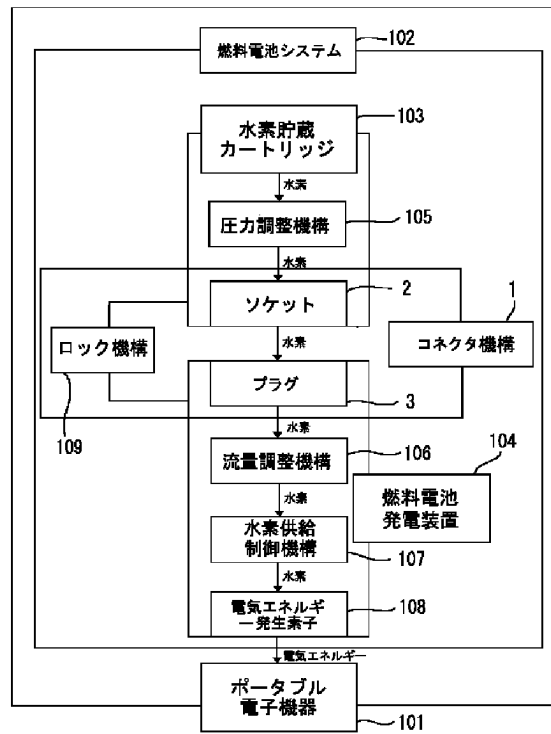 燃料電池システム
102
水素貯蔵
カートリッジ
103
水素
圧力調整機構
105
水素
ソケット
2
1
ロック機構
109
水素
コネクタ機構
プラグ
3
水素
流量調整機構
106
104
燃料電池
発電装置
水素
水素供給
制御機構
107
水素
電気エネルギ
ー発生素子
108
電気エネルギー
ポータブル
電子機器
101